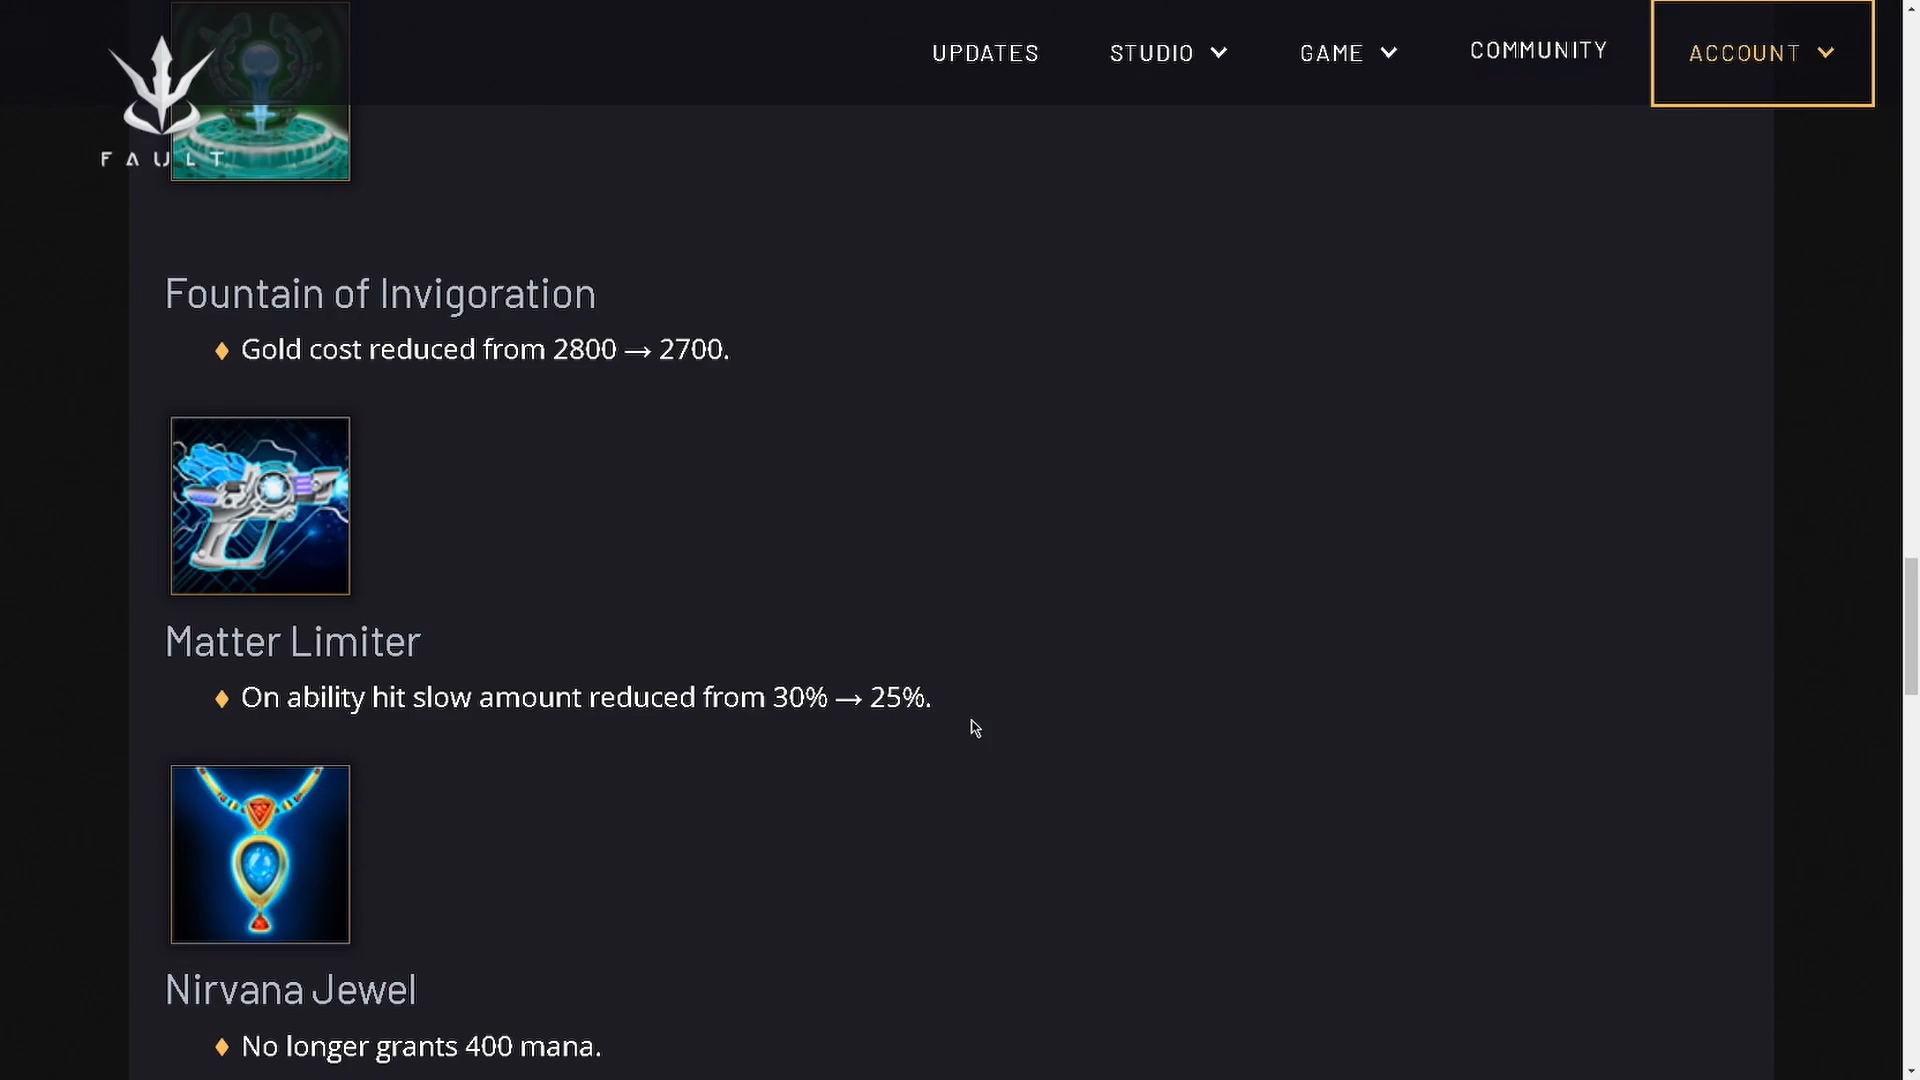 UPDATES
STUDIO
GAME
COMMUNITY
ACCOUNT
FAULT
Fountain of Invigoration
Gold cost reduced from 2800 → 2700.
Matter Limiter
On ability hit slow amount reduced from 30% → 25%.
Nirvana Jewel
No longer grants 400 mana.